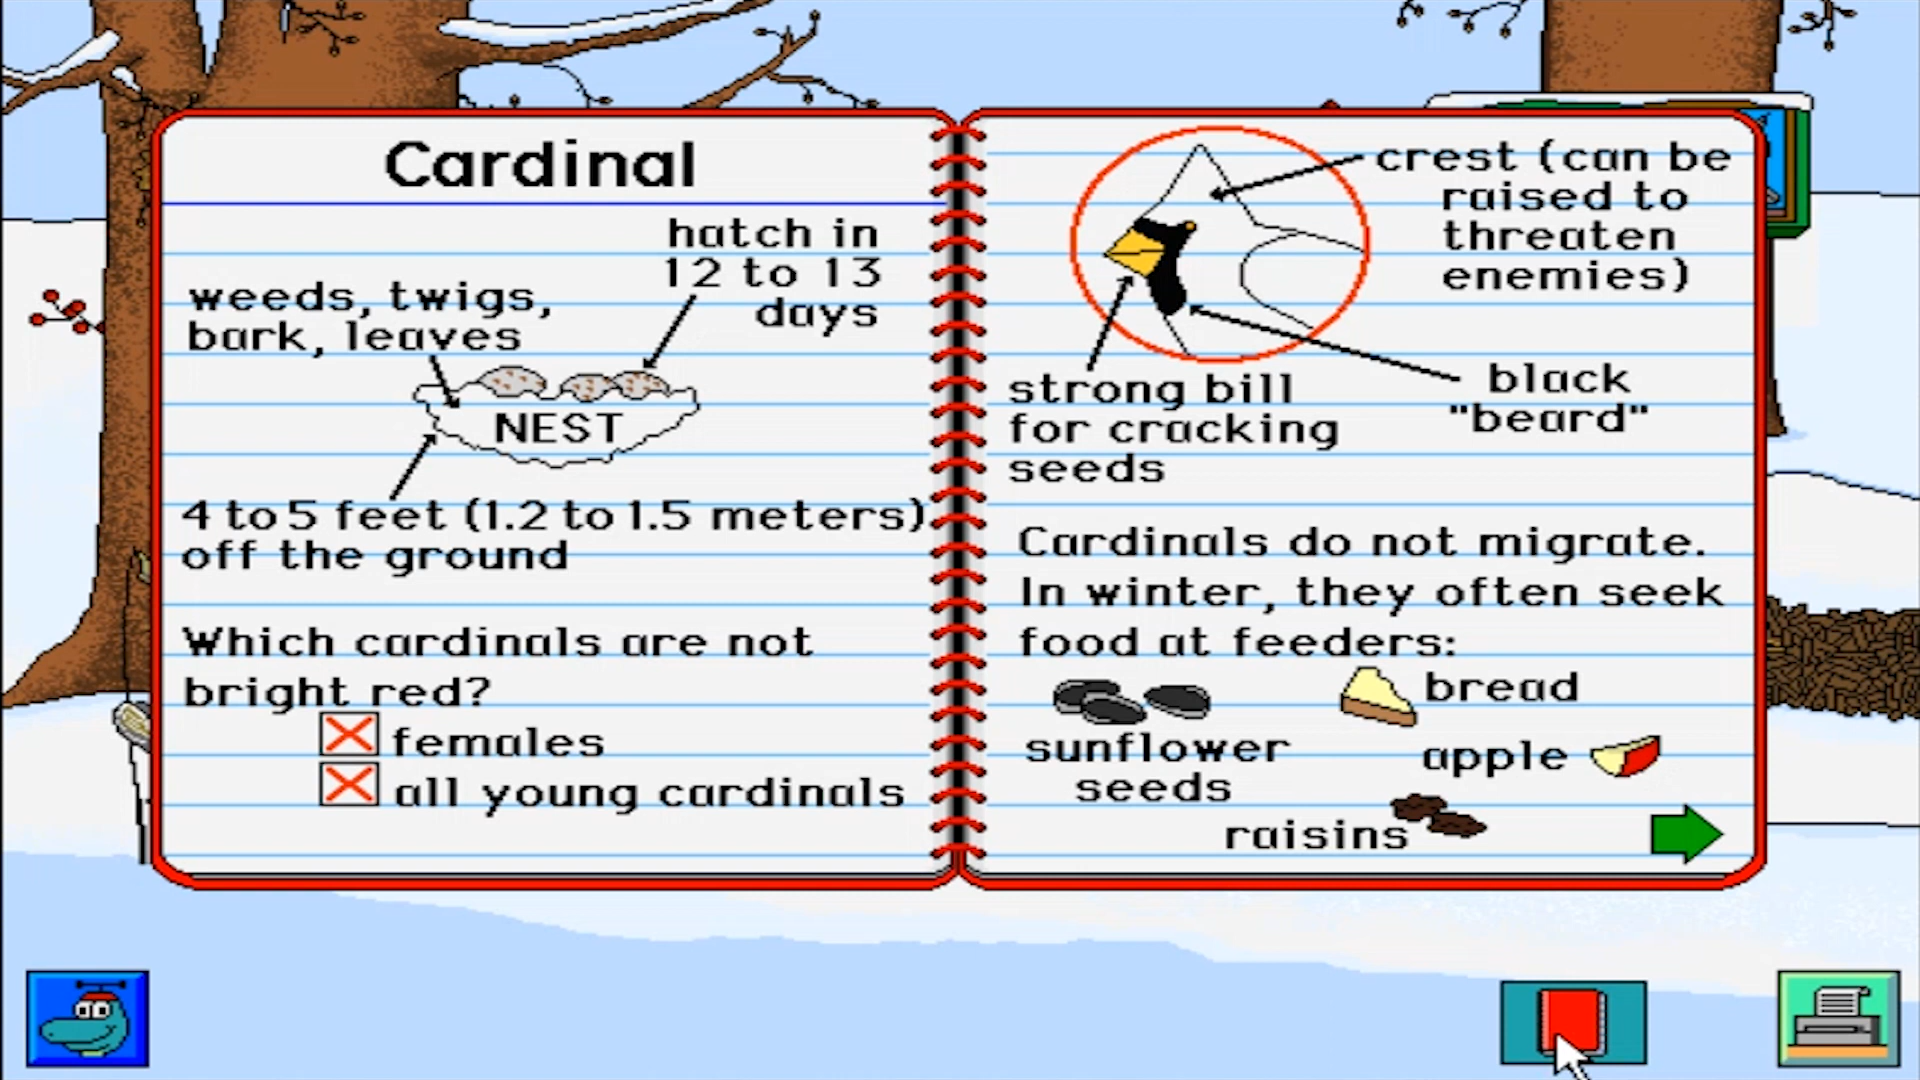 Cardinal
hatch in
12 to 13
days
weeds, twigs,
bark, leaves
NEST
4 to 5 feet (1.2 to 1.5 meters)
off the ground
Which cardinals are not
bright red?
females
all young cardinals
crest (can be
raised to
threaten
enemies)
strong bill
for cracking
seeds
black
"beard"
Cardinals do not migrate.
In winter, they often seek
food at feeders:
bread
sunflower
seeds
apple
raisins